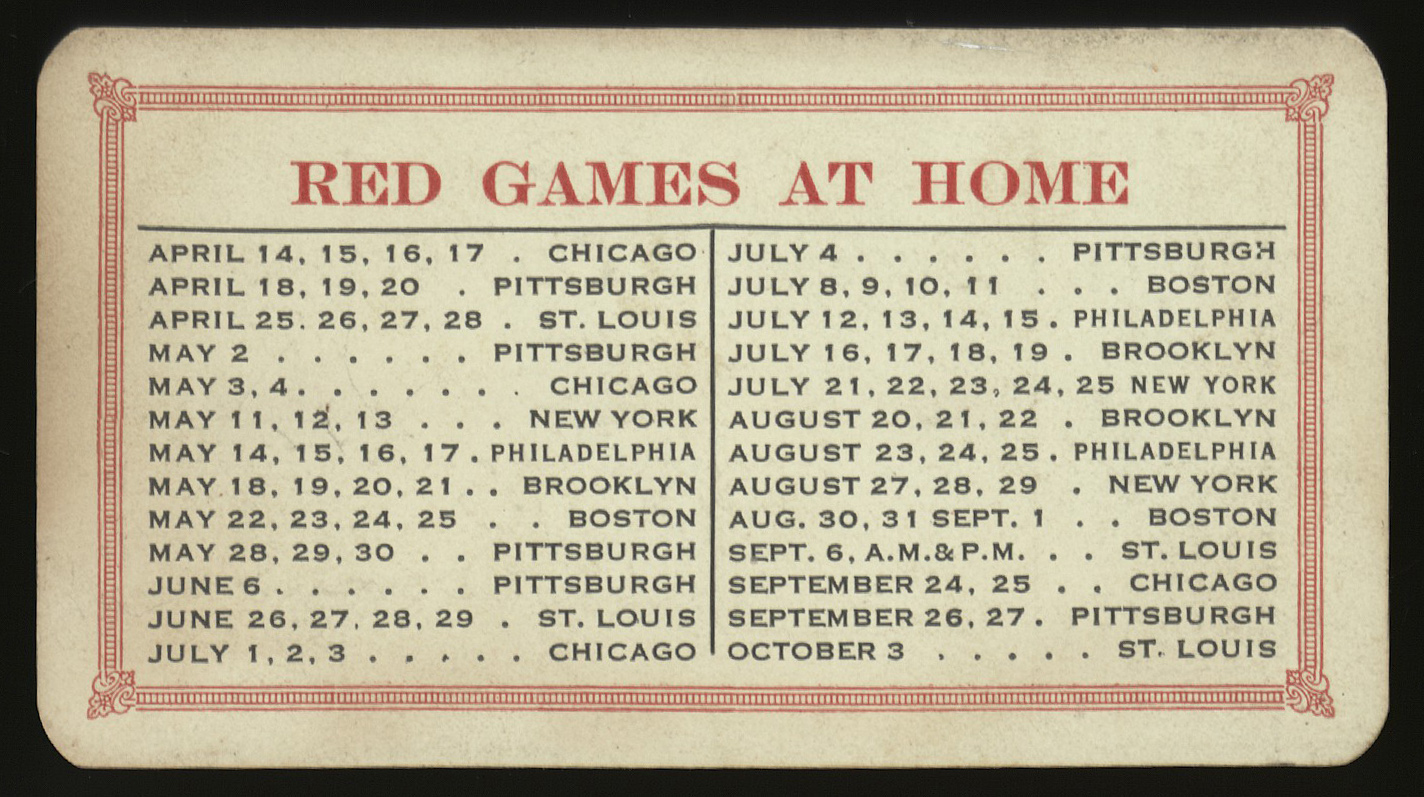 RED GAMES AT HOME
APRIL 14, 15, 16, 17 . CHICAGO
APRIL 18, 19, 20 . PITTSBURGH
APRIL 25. 26, 27, 28 . ST. LOUIS
MAY 2 . . . . . . PITTSBURGH
MAY 3, 4. . . . . . . CHICAGO
MAY 11, 12, 13 . . . NEW YORK
MAY 14, 15, 16, 17 . PHILADELPHIA
MAY 18, 19, 20, 21 . . BROOKLYN
MAY 22, 23, 24, 25 . . BOSTON
MAY 28, 29, 30 . . PITTSBURGH
JUNE 6 . . . . . . PITTSBURGH
JUNE 26, 27, 28, 29 . ST. LOUIS
JULY 1, 2, 3 . . . . . CHICAGO
JULY 4 . . . . . . PITTSBURGH
JULY 8, 9, 10, 11 . . . BOSTON
JULY 12, 13, 14, 15 . PHILADELPHIA
JULY 16, 17, 18, 19 . BROOKLYN
JULY 21, 22, 23, 24, 25 NEW YORK
AUGUST 20, 21, 22 . BROOKLYN
AUGUST 23, 24, 25 . PHILADELPHIA
AUGUST 27, 28, 29 . NEW YORK
AUG. 30, 31 SEPT. 1 . . BOSTON
SEPT. 6, A.M.&P.M. . . ST. LOUIS
SEPTEMBER 24, 25 . . CHICAGO
SEPTEMBER 26, 27 . PITTSBURGH
OCTOBER 3 . . . . . ST. LOUIS